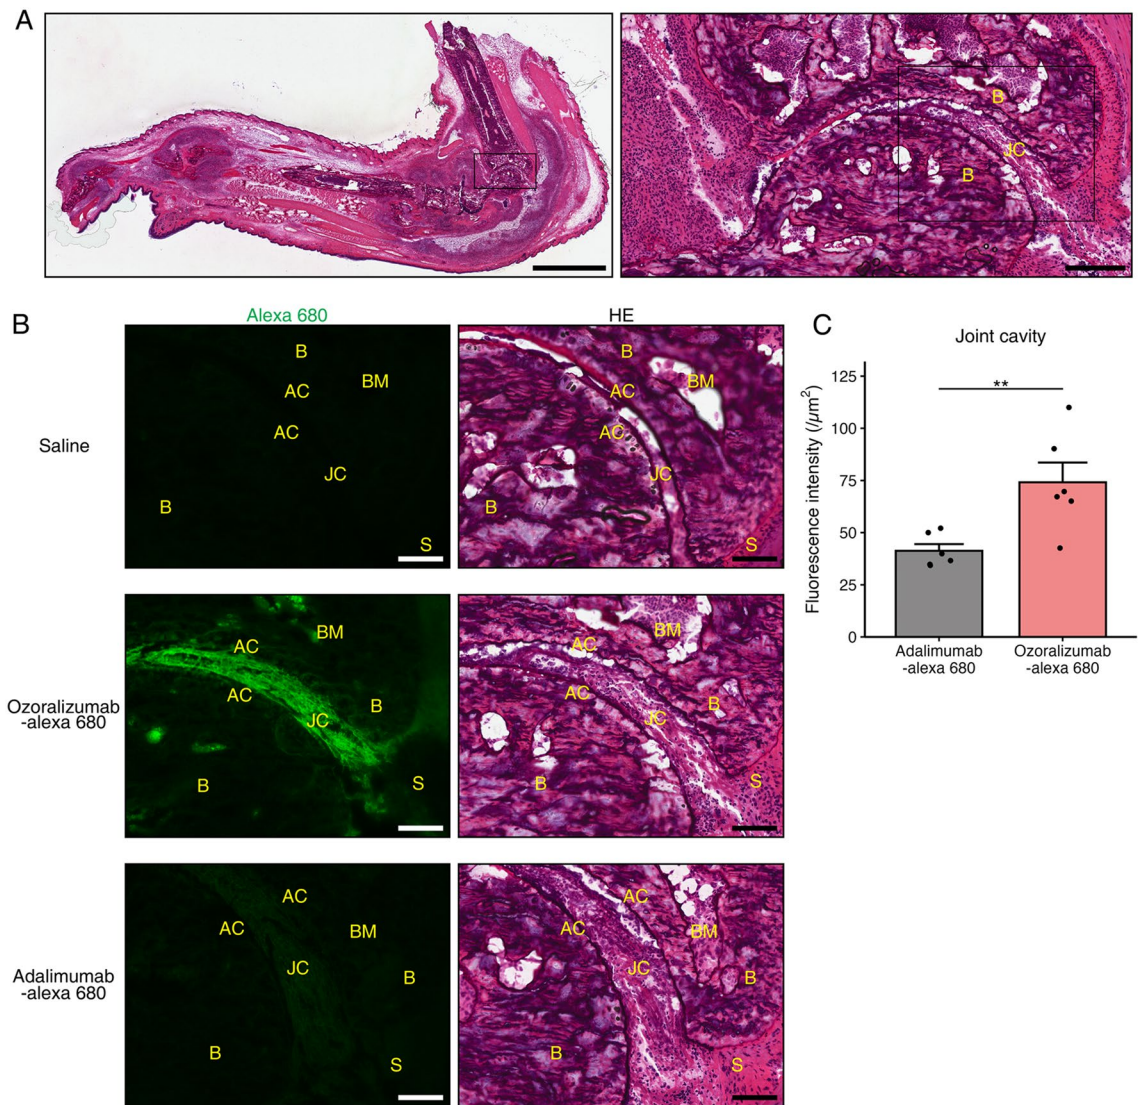 A
B
JC
B
B
Alexa 680
HE
Saline
B
AC
BM
AC
JC
B
S
B
AC
BM
AC
JC
B
S
Ozoralizumab
-alexa 680
AC
BM
AC
B
JC
B
S
AC
BM
AC
B
JC
B
S
Adalimumab
-alexa 680
AC
AC
BM
JC
B
B
S
AC
AC
BM
JC
B
B
S
C
Joint cavity
Fluorescence intensity (/μm²)
125
100
75
50
25
0
**
Adalimumab
-alexa 680
Ozoralizumab
-alexa 680